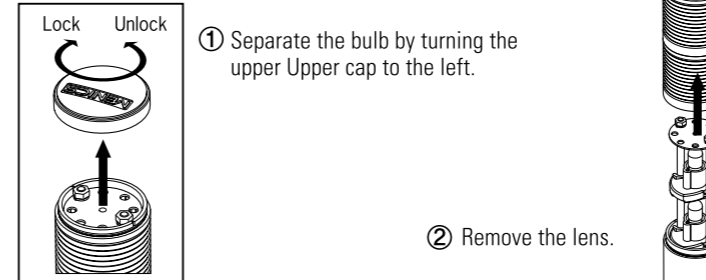 Lock Unlock
① Separate the bulb by turning the
upper Upper cap to the left.
MENICS
② Remove the lens.